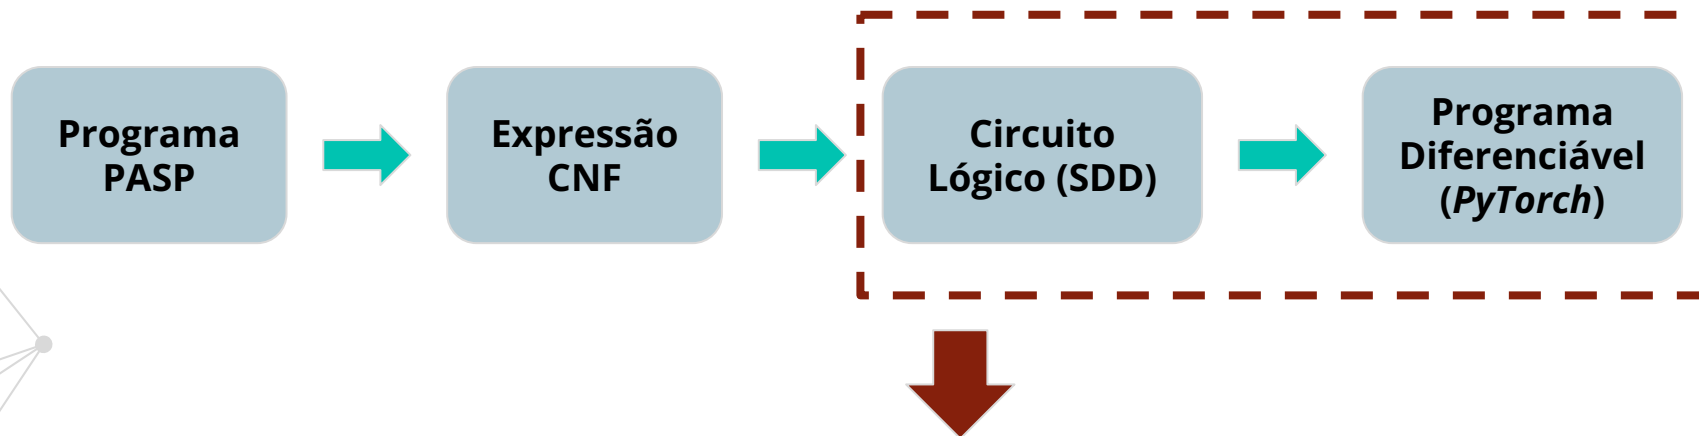 Programa
PASP
Expressão
CNF
Circuito
Lógico (SDD)
Programa
Diferenciável
(PyTorch)